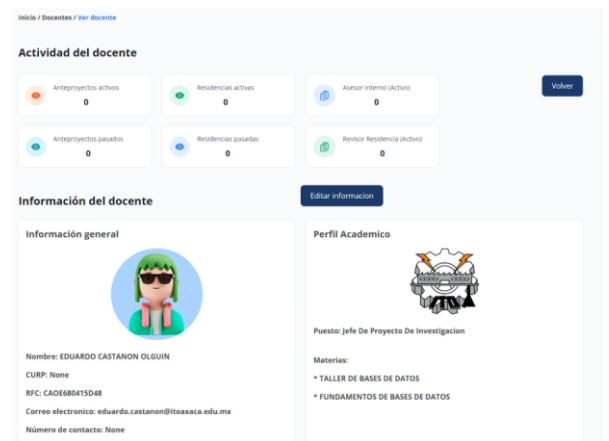 Inicio / Docentes / Ver docente
Actividad del docente
Anteproyectos activos
0
Residencias activas
0
Asesor Interno (Activo)
0
Volver
Anteproyectos pasados
0
Residencias pasadas
0
Revisor Residencia (Activo)
0
Información del docente
Editar informacion
Información general
Perfil Academico
Puesto: Jefe De Proyecto De Investigacion
Materias:
* TALLER DE BASES DE DATOS
* FUNDAMENTOS DE BASES DE DATOS
Nombre: EDUARDO CASTANON OLGUIN
CURP: None
RFC: CAOE680415D48
Correo electronico: eduardo.castanon@itoaxaca.edu.mx
Número de contacto: None